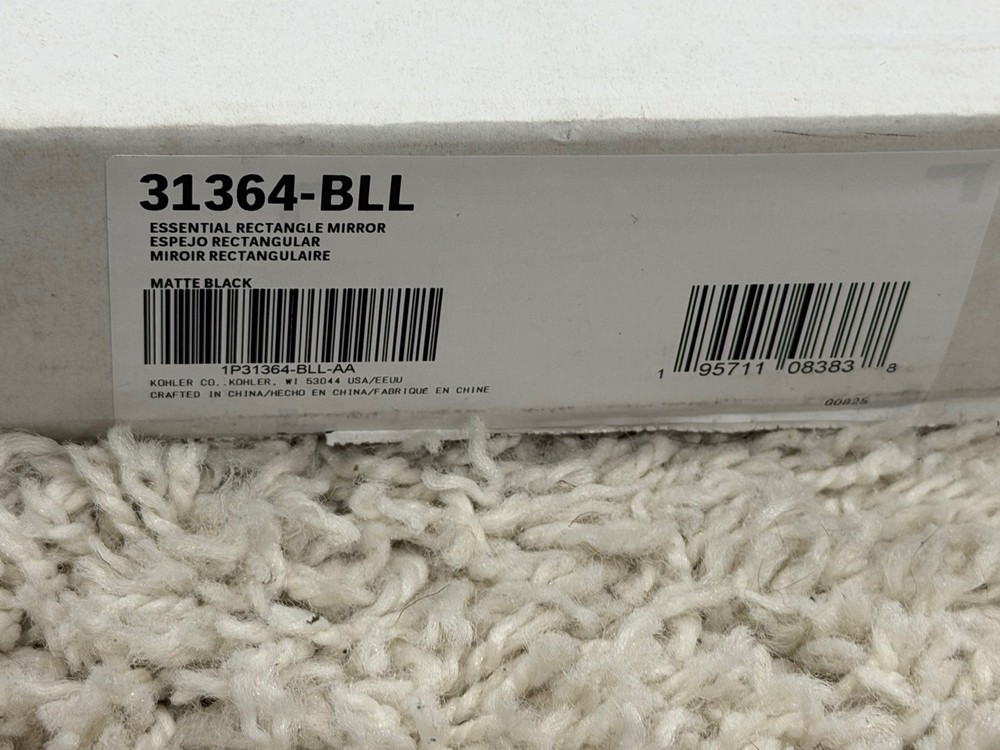 31364-BLL
ESSENTIAL RECTANGLE MIRROR
ESPEJO RECTANGULAR
MIROIR RECTANGULAIRE
MATTE BLACK
1P31364-BLL-AA
KOHLER CO.,KOHLER, WI 53044 USA/EEUU
CRAFTED IN CHINA/HECHO EN CHINA/FABRIQUÉ EN CHINE
1 95711 08383 8
00825